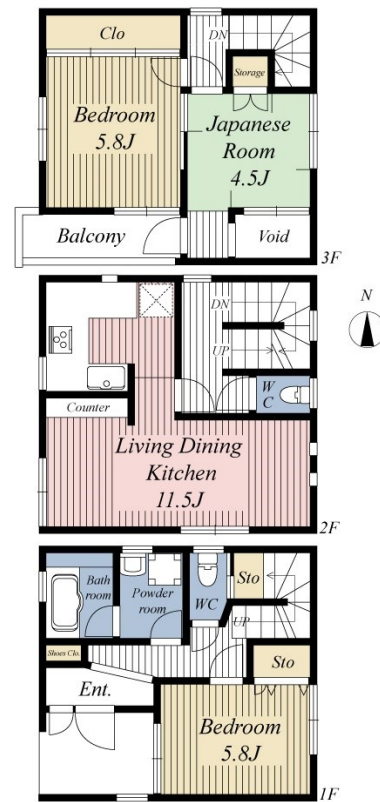 Clo
DN
Storage
Bedroom
5.8J
Japanese
Room
4.5J
Balcony
Void
3F
N
DN
UP
W
C
Counter
Living Dining
Kitchen
11.5J
2F
Bath
room
Powder
room
WC
Sto
UP
Shoes Clo.
Sto
Ent.
Bedroom
5.8J
1F